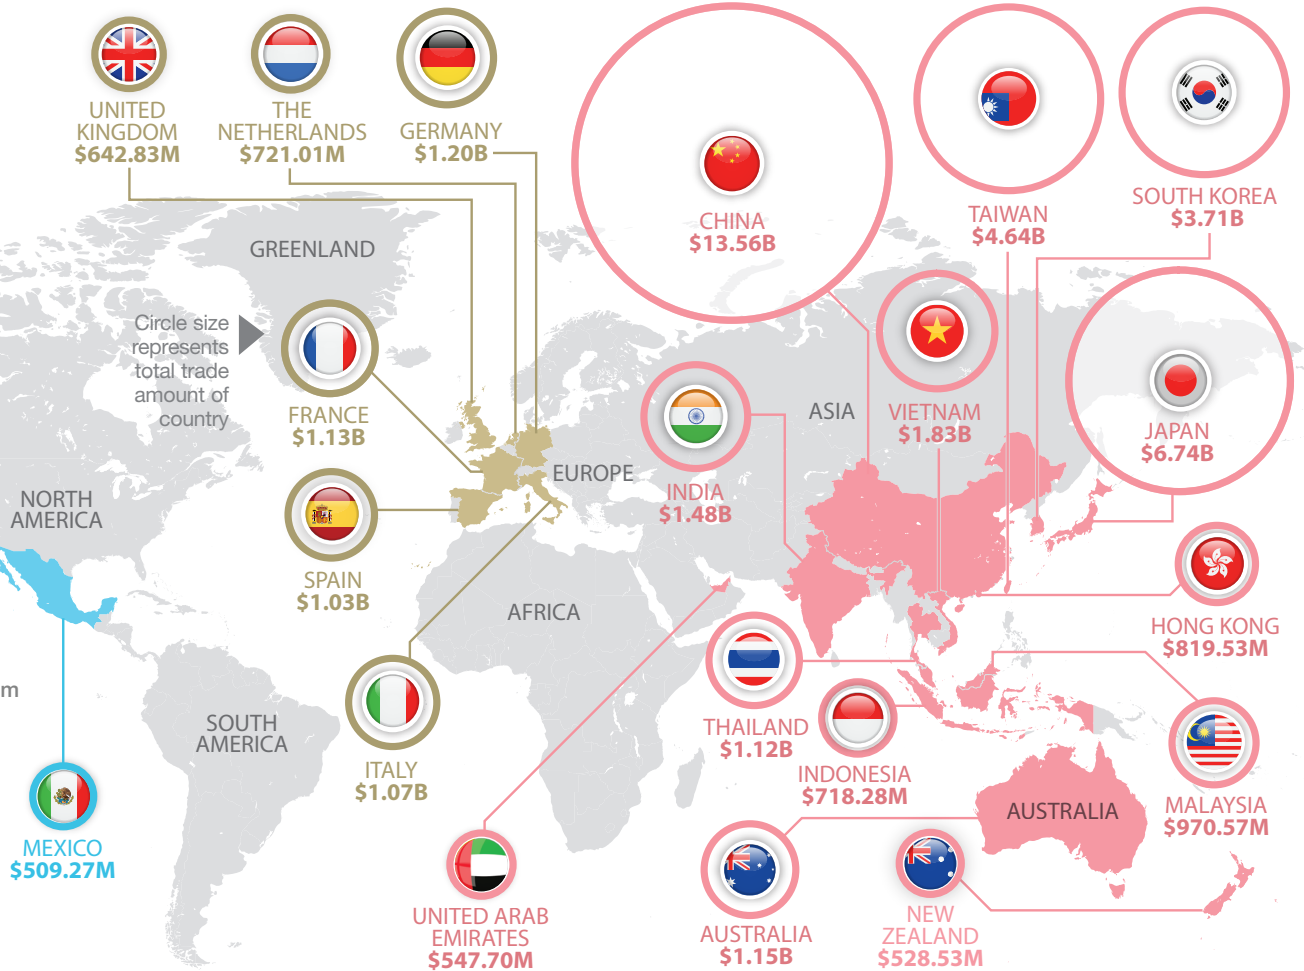 UNITED
KINGDOM
$642.83M
THE
NETHERLANDS
$721.01M
GERMANY
$1.20B
CHINA
$13.56B
TAIWAN
$4.64B
SOUTH KOREA
$3.71B
GREENLAND
Circle size
represents
total trade
amount of
country
FRANCE
$1.13B
ASIA
VIETNAM
$1.83B
JAPAN
$6.74B
NORTH
AMERICA
EUROPE
INDIA
$1.48B
SPAIN
$1.03B
AFRICA
HONG KONG
$819.53M
m
SOUTH
AMERICA
ITALY
$1.07B
THAILAND
$1.12B
INDONESIA
$718.28M
AUSTRALIA
MALAYSIA
$970.57M
MEXICO
$509.27M
UNITED ARAB
EMIRATES
$547.70M
AUSTRALIA
$1.15B
NEW
ZEALAND
$528.53M